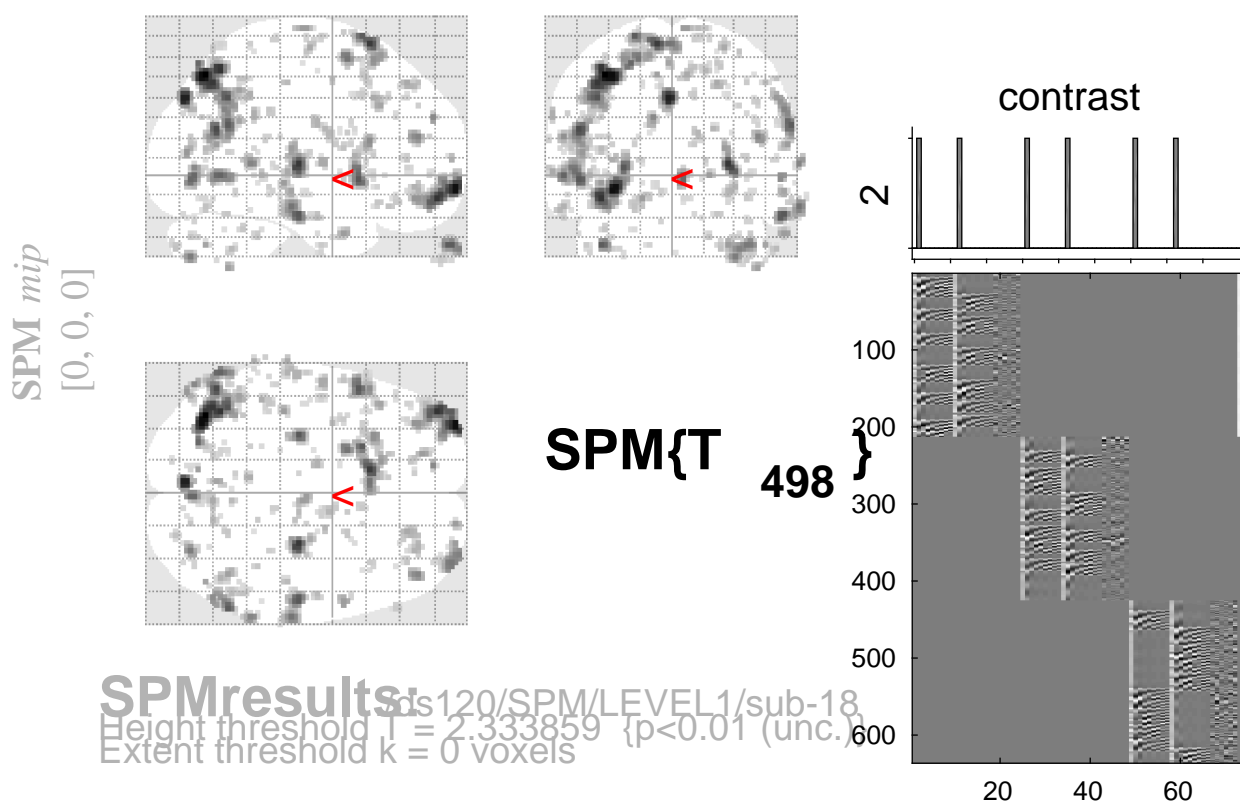 SPM mip
[0, 0, 0]
<
<
<
SPM{T498}
contrast
2
100
200
300
400
500
600
20 40 60
SPMresults: /ds120/SPM/LEVEL1/sub-18
Height threshold T = 2.333859 {p<0.01 (unc.)}
Extent threshold k = 0 voxels